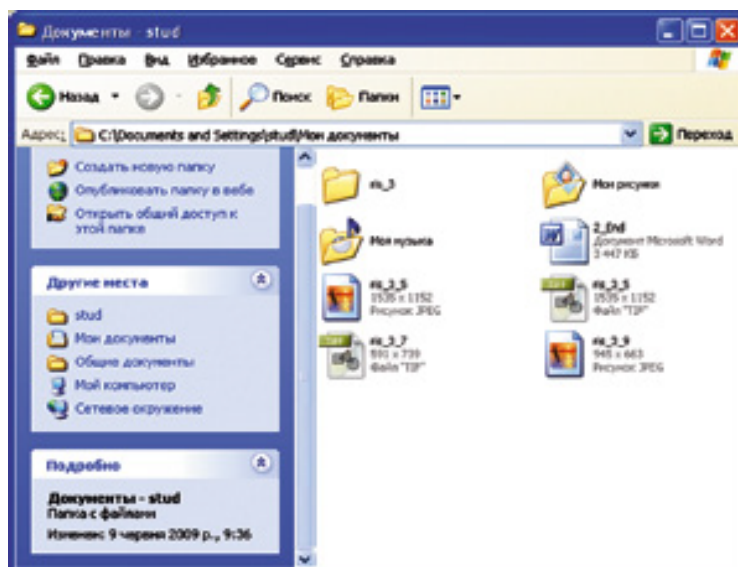 Документы - stud
Файл Правка Вид Избранное Сервис Справка
Назад Поиск Папки
Адрес: C:\Documents and Settings\stud\Мои документы Переход
Создать новую папку
Опубликовать папку в вебе
Открыть общий доступ к
этой папке
Другие места
stud
Мои документы
Общие документы
Мой компьютер
Сетевое окружение
Подробно
Документы - stud
Папка с файлами
Изменен: 9 червня 2009 р., 9:36
ris_3
Мои рисунки
Моя музыка
2_End
Документ Microsoft Word
3 447 КБ
ris_3_5
1535 x 1152
Рисунок JPEG
ris_3_5
1535 x 1152
Файл "TIF"
ris_3_7
591 x 739
Файл "TIF"
ris_3_9
945 x 663
Рисунок JPEG